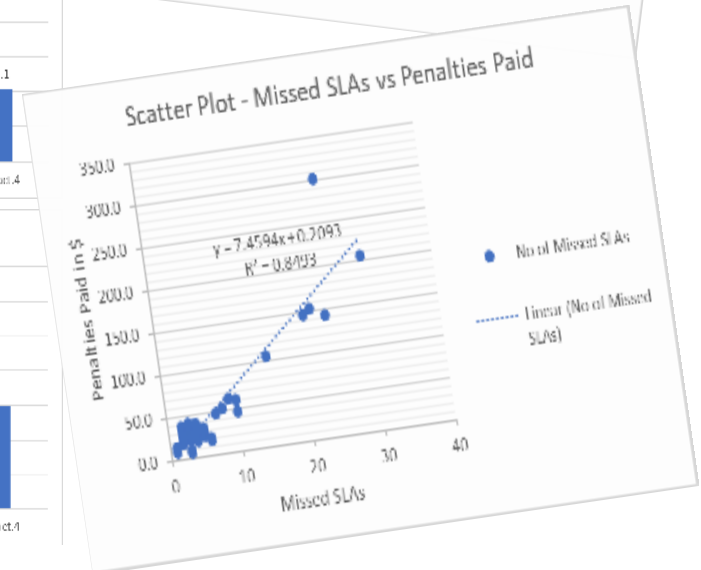 .1
ct.4
ct.4
Scatter Plot - Missed SLAs vs Penalties Paid
Penalties Paid in $
350.0
300.0
250.0
200.0
150.0
100.0
50.0
0.0
y = 7.4594x + 0.2093
R² = 0.8493
0
10
20
30
40
Missed SLAs
No of Missed SLAs
Linear (No of Missed
SLAs)